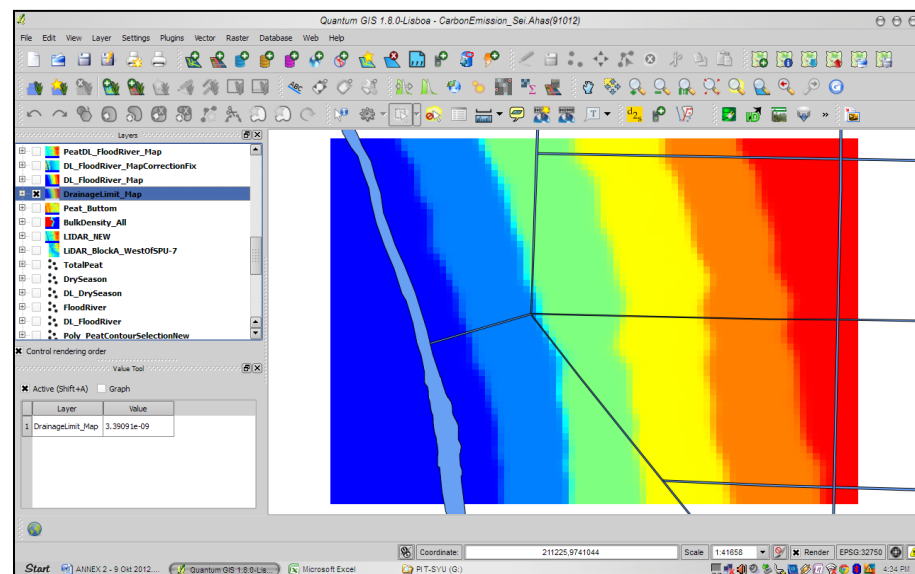 Quantum GIS 1.8.0-Lisboa - CarbonEmission_Sei.Ahas(91012)
File Edit View Layer Settings Plugins Vector Raster Database Web Help
Layers
PeatDL_FloodRiver_Map
DL_FloodRiver_MapCorrectionFix
DL_FloodRiver_Map
DrainageLimit_Map
Peat_Buttom
BulkDensity_All
LIDAR_NEW
LiDAR_BlockA_WestOfSPU-7
TotalPeat
DrySeason
DL_DrySeason
FloodRiver
DL_FloodRiver
Poly_PeatContourSelectionNew
Control rendering order
Value Tool
Active (Shift+A) Graph
Layer Value
1 DrainageLimit_Map 3.39091e-09
Coordinate: 211225,9741044 Scale 1:41658 Render EPSG:32750
Start ANNEX 2 - 9 Okt 2012.... Quantum GIS 1.8.0-Lis... Microsoft Excel PIT-SYU (G:) 4:34 PM